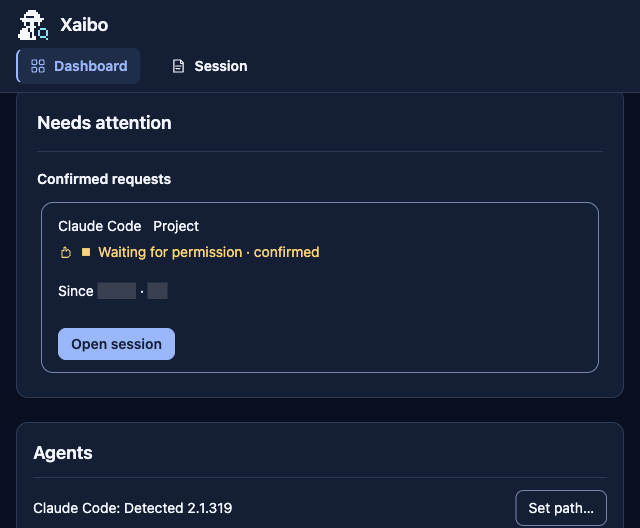 Xaibo
Dashboard
Session
Needs attention
Confirmed requests
Claude Code Project
Waiting for permission · confirmed
Since ·
Open session
Agents
Claude Code: Detected 2.1.319
Set path...